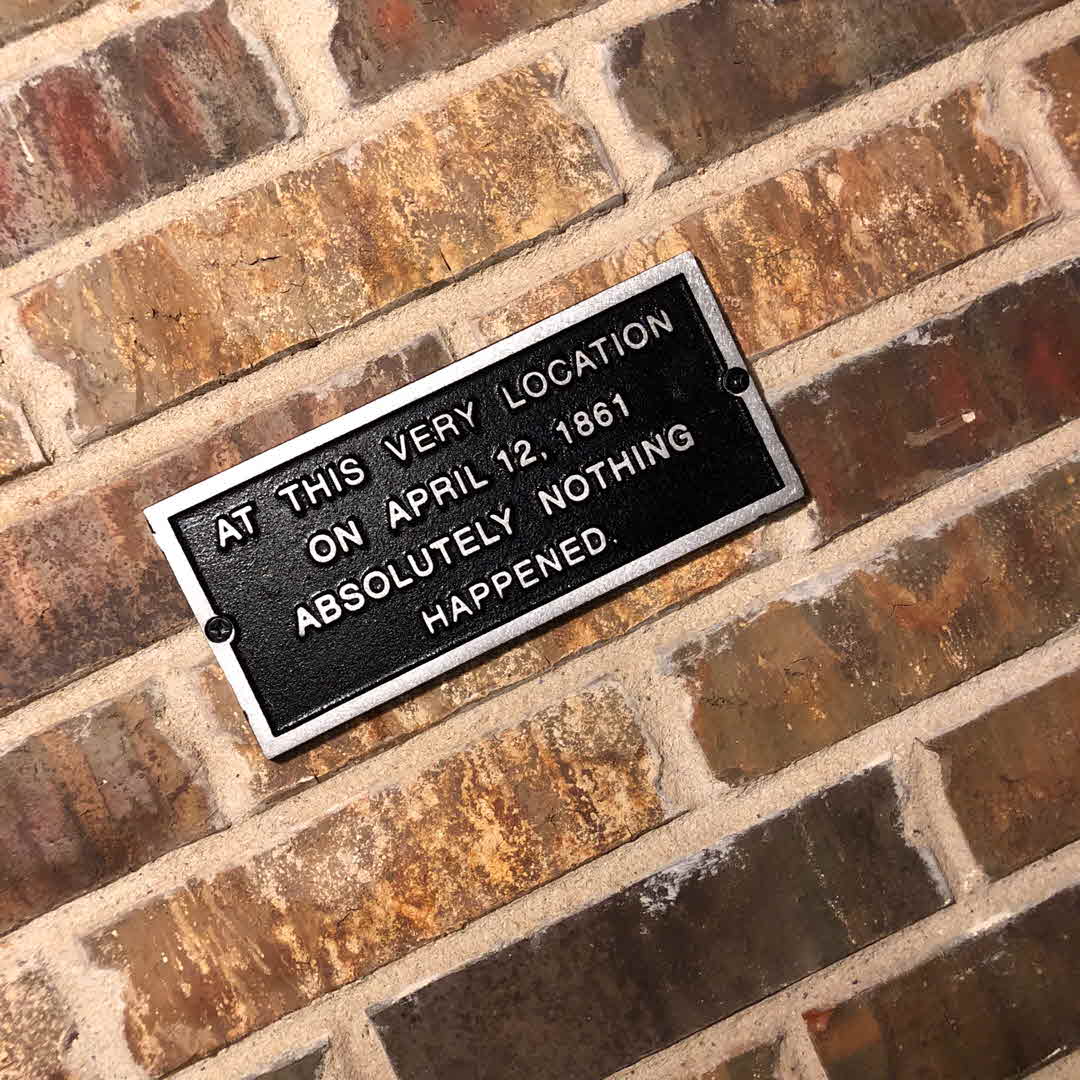 AT THIS VERY LOCATION
ON APRIL 12, 1861
ABSOLUTELY NOTHING
HAPPENED.